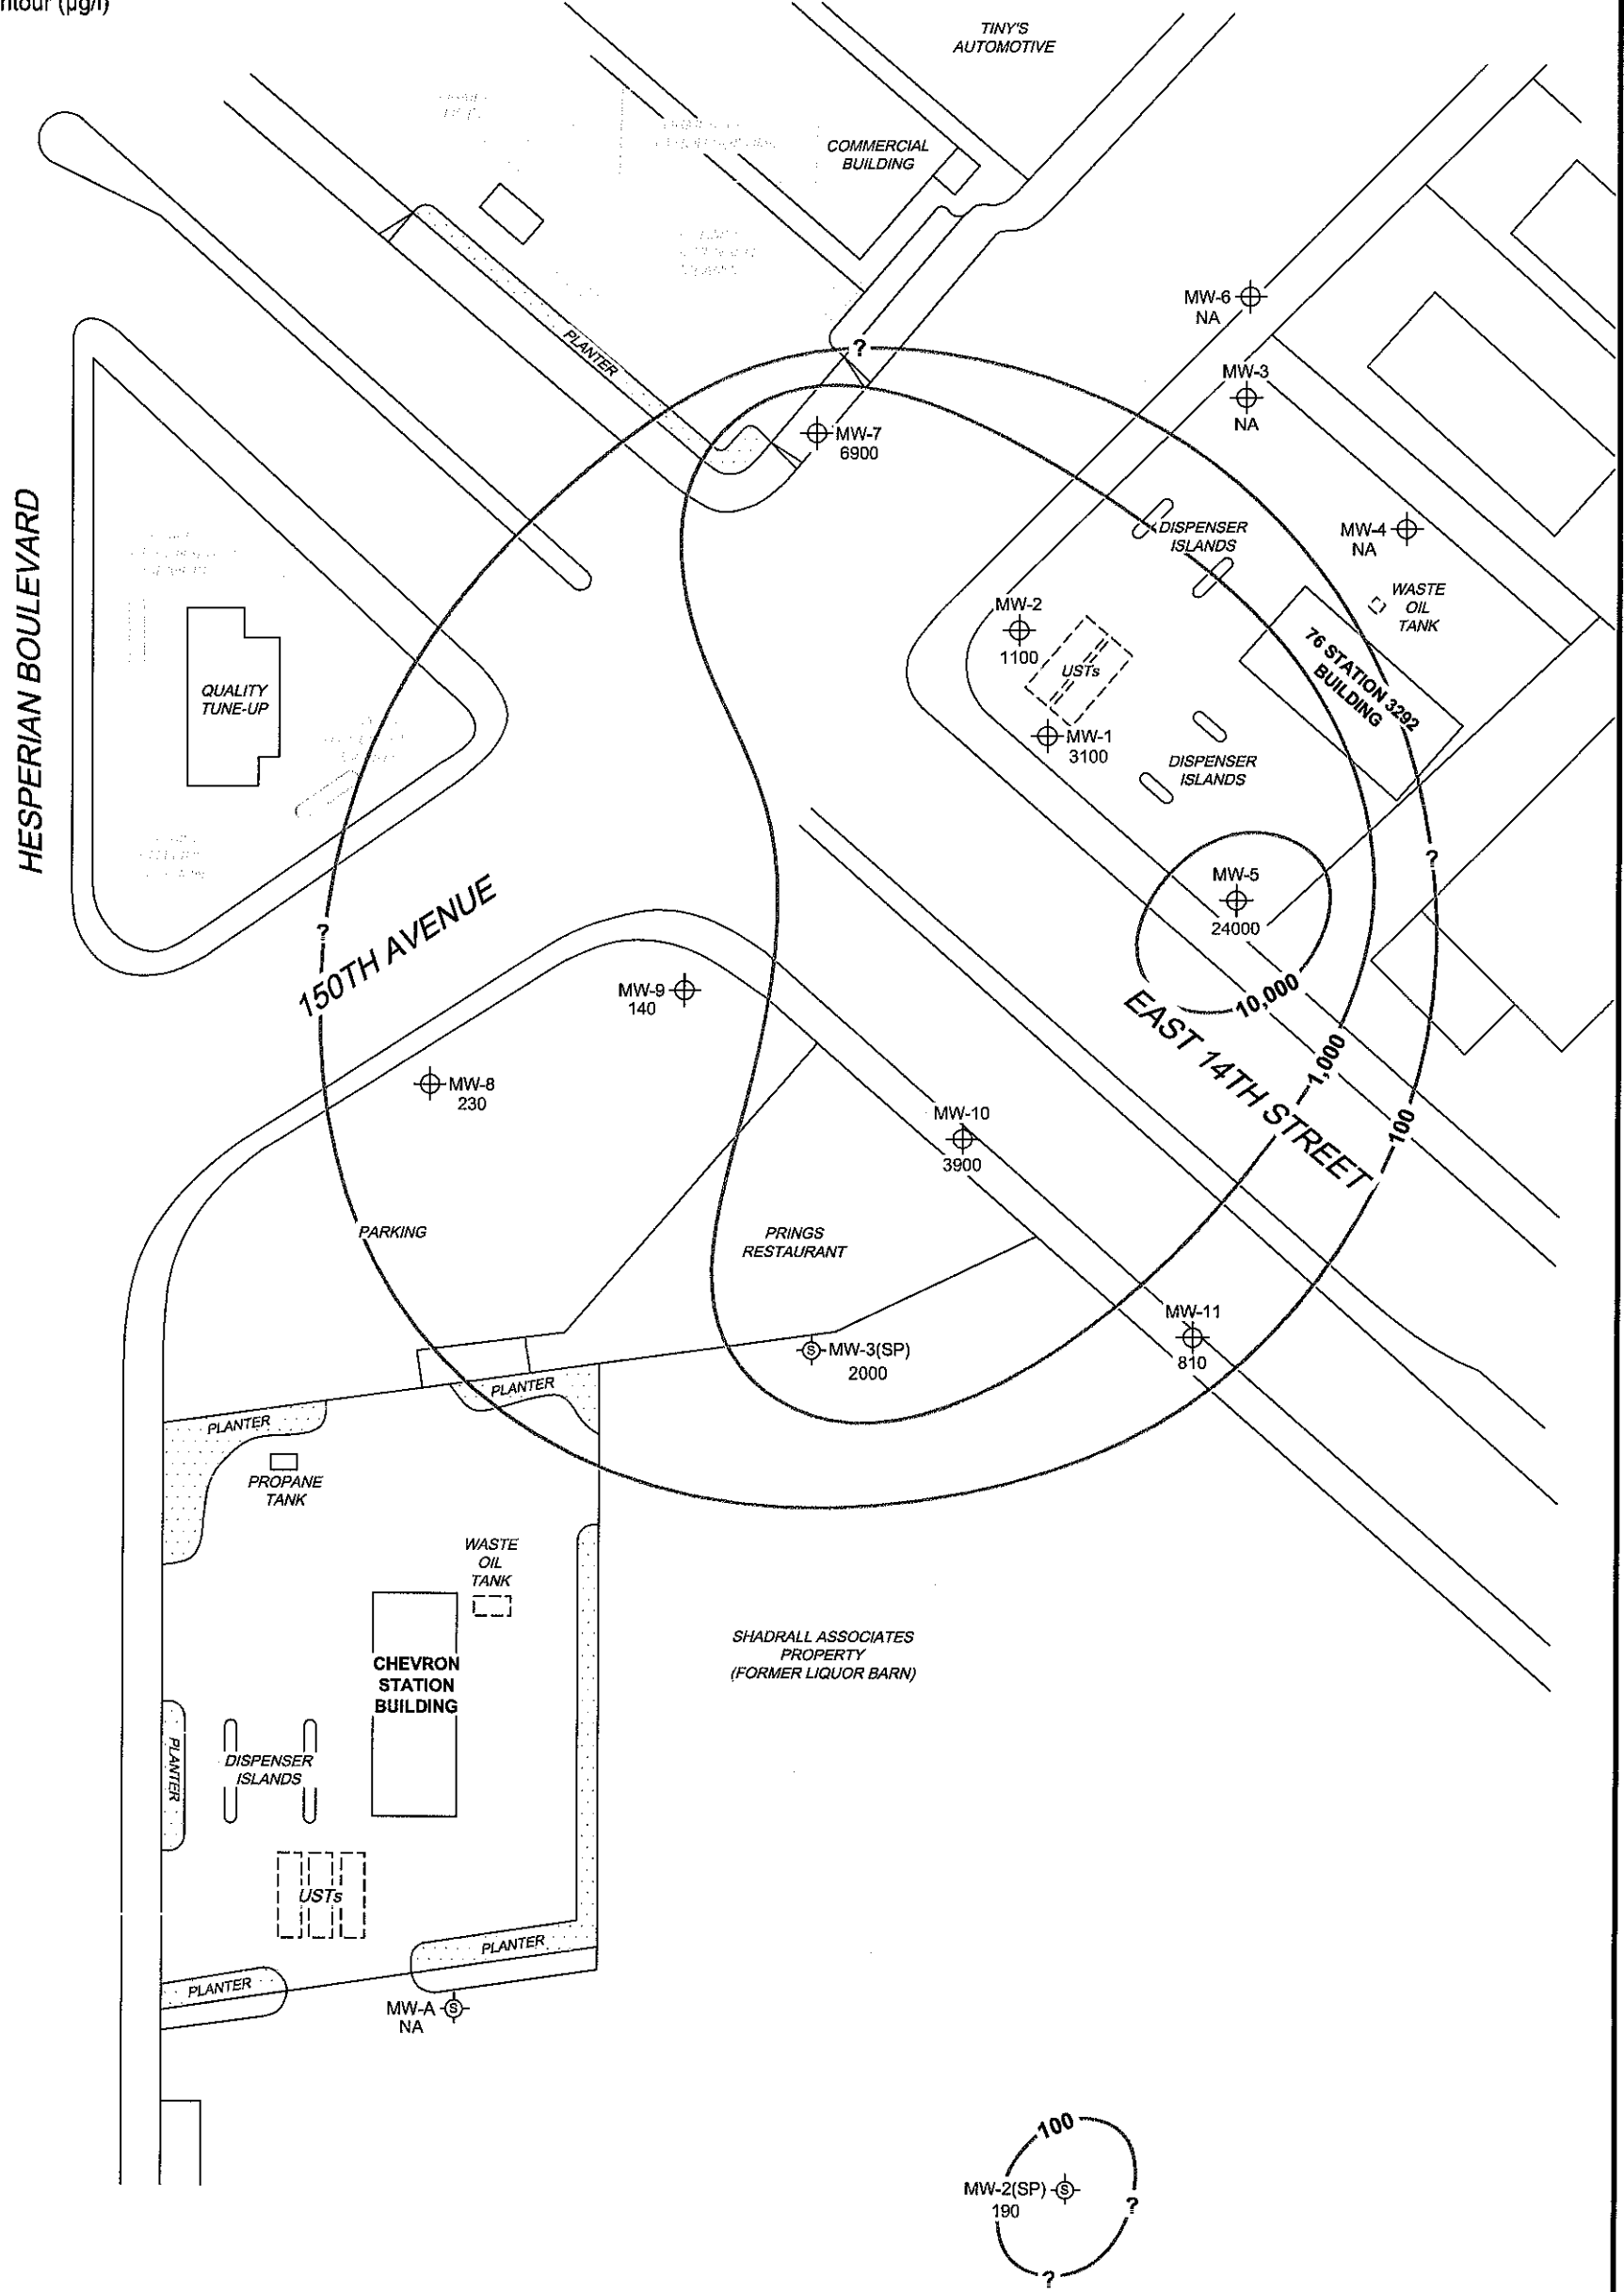 ntour (µg/l)
TINY'S
AUTOMOTIVE
COMMERCIAL
BUILDING
MW-6
NA
PLANTER
?
MW-3
NA
MW-7
6900
HESPERIAN BOULEVARD
DISPENSER
ISLANDS
MW-4
NA
WASTE
OIL
TANK
MW-2
1100
USTs
76 STATION 3292
BUILDING
QUALITY
TUNE-UP
MW-1
3100
DISPENSER
ISLANDS
?
MW-5
24000
150TH AVENUE
?
MW-9
140
10,000
EAST 14TH STREET
1,000
100
MW-8
230
MW-10
3900
PARKING
PRINGS
RESTAURANT
MW-11
810
MW-3(SP)
2000
PLANTER
PLANTER
PROPANE
TANK
WASTE
OIL
TANK
SHADRALL ASSOCIATES
PROPERTY
(FORMER LIQUOR BARN)
CHEVRON
STATION
BUILDING
PLANTER
DISPENSER
ISLANDS
USTs
PLANTER
PLANTER
MW-A
S
NA
100
MW-2(SP)
S
190
?
?